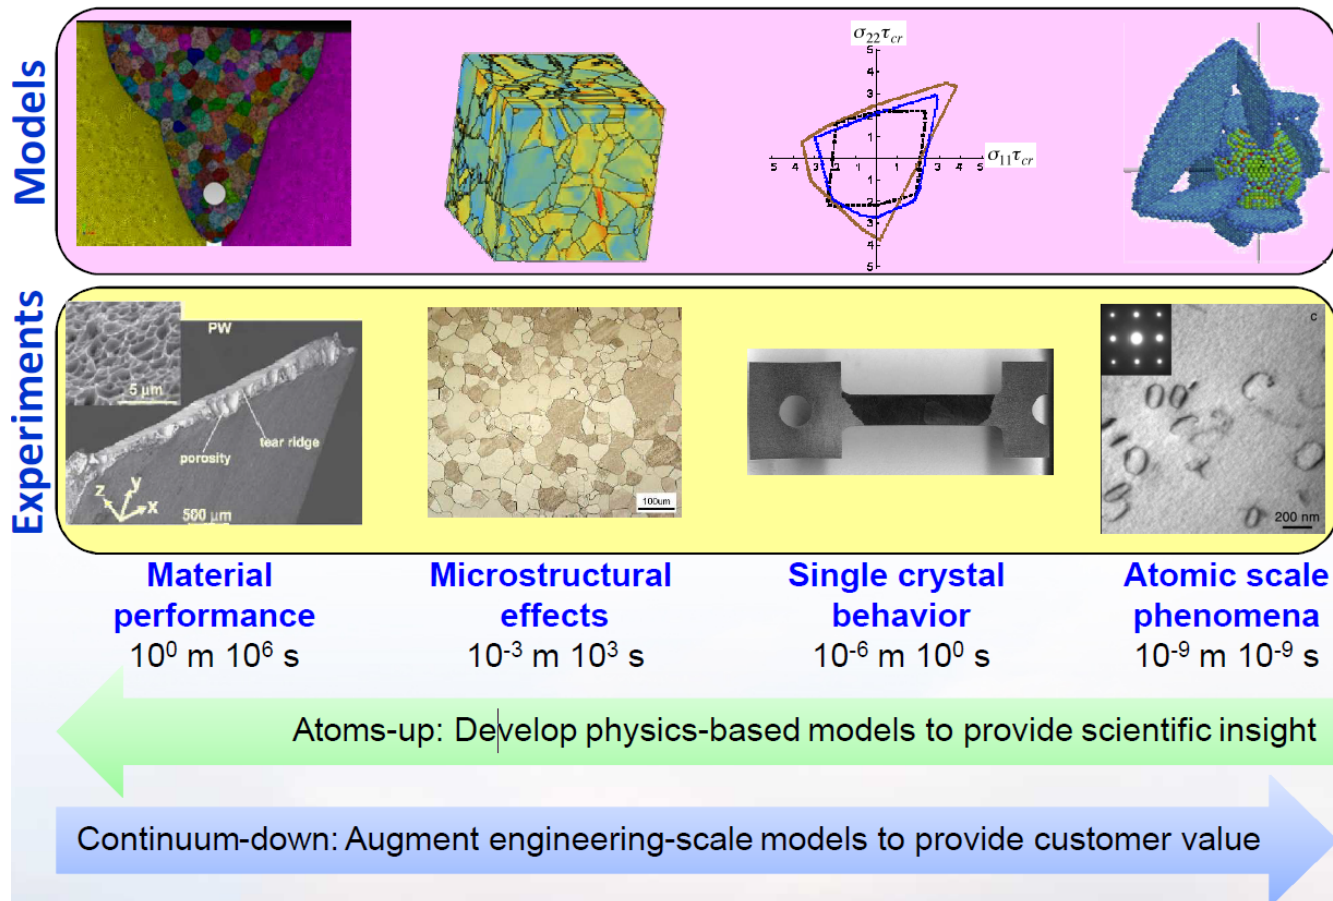 Models
σ₂₂τcr
5
4
3
2
1
5 4 3 2 1 1 2 3 4 5
σ₁₁τcr
1
2
3
4
5
Experiments
PW
5 µm
tear ridge
porosity
z y x
500 µm
100um
c
200 nm
Material
performance
10⁰ m 10⁶ s
Microstructural
effects
10⁻³ m 10³ s
Single crystal
behavior
10⁻⁶ m 10⁰ s
Atomic scale
phenomena
10⁻⁹ m 10⁻⁹ s
Atoms-up: Develop physics-based models to provide scientific insight
Continuum-down: Augment engineering-scale models to provide customer value